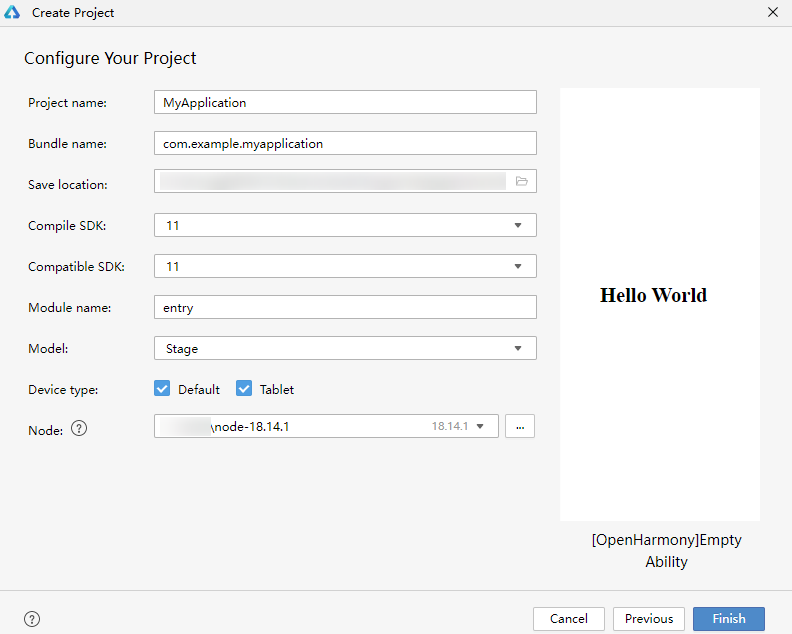 Create Project
Configure Your Project
Project name: MyApplication
Bundle name: com.example.myapplication
Save location:
Compile SDK: 11
Compatible SDK: 11
Module name: entry
Model: Stage
Device type: Default Tablet
Node: ? \node-18.14.1 18.14.1 ...
Hello World
[OpenHarmony]Empty
Ability
? Cancel Previous Finish